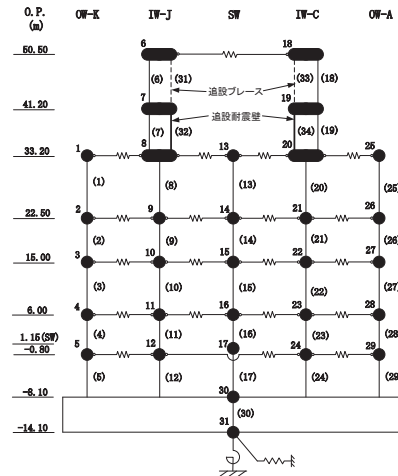 O.P.
(m)
OW-K IW-J SW IW-C OW-A
50.50 6 18
(6) (31) (33) (18)
追設ブレース
41.20 7 19
追設耐震壁
(7) (32) (34) (19)
33.20 1 8 13 20 25
(1) (8) (13) (20) (25)
22.50 2 9 14 21 26
(2) (9) (14) (21) (26)
15.00 3 10 15 22 27
(3) (10) (15) (22) (27)
6.00 4 11 16 23 28
1.15(SW) (4) (11) (16) (23) (28)
-0.80 5 12 17 24 29
(5) (12) (17) (24) (29)
-8.10 30
(30)
-14.10 31